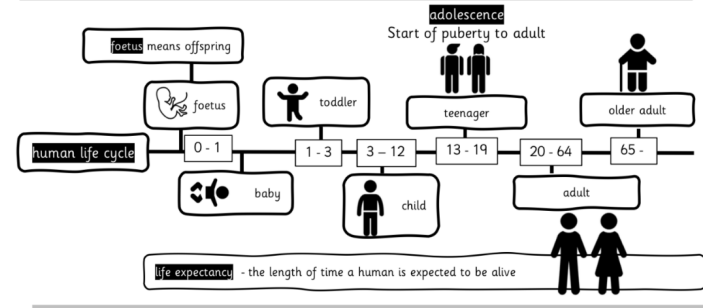 adolescence
Start of puberty to adult
foetus means offspring
foetus
toddler
teenager
older adult
human life cycle
0 - 1
1 - 3
3 – 12
13 - 19
20 - 64
65 -
baby
child
adult
life expectancy - the length of time a human is expected to be alive